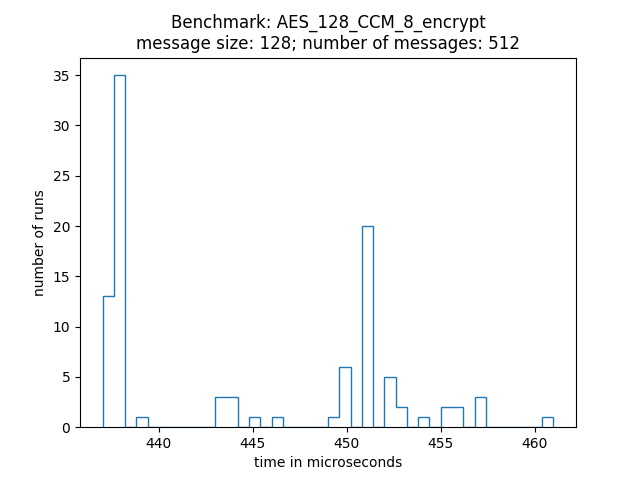 Benchmark: AES_128_CCM_8_encrypt
message size: 128; number of messages: 512
35
30
25
20
15
10
5
0
number of runs
440 445 450 455 460
time in microseconds